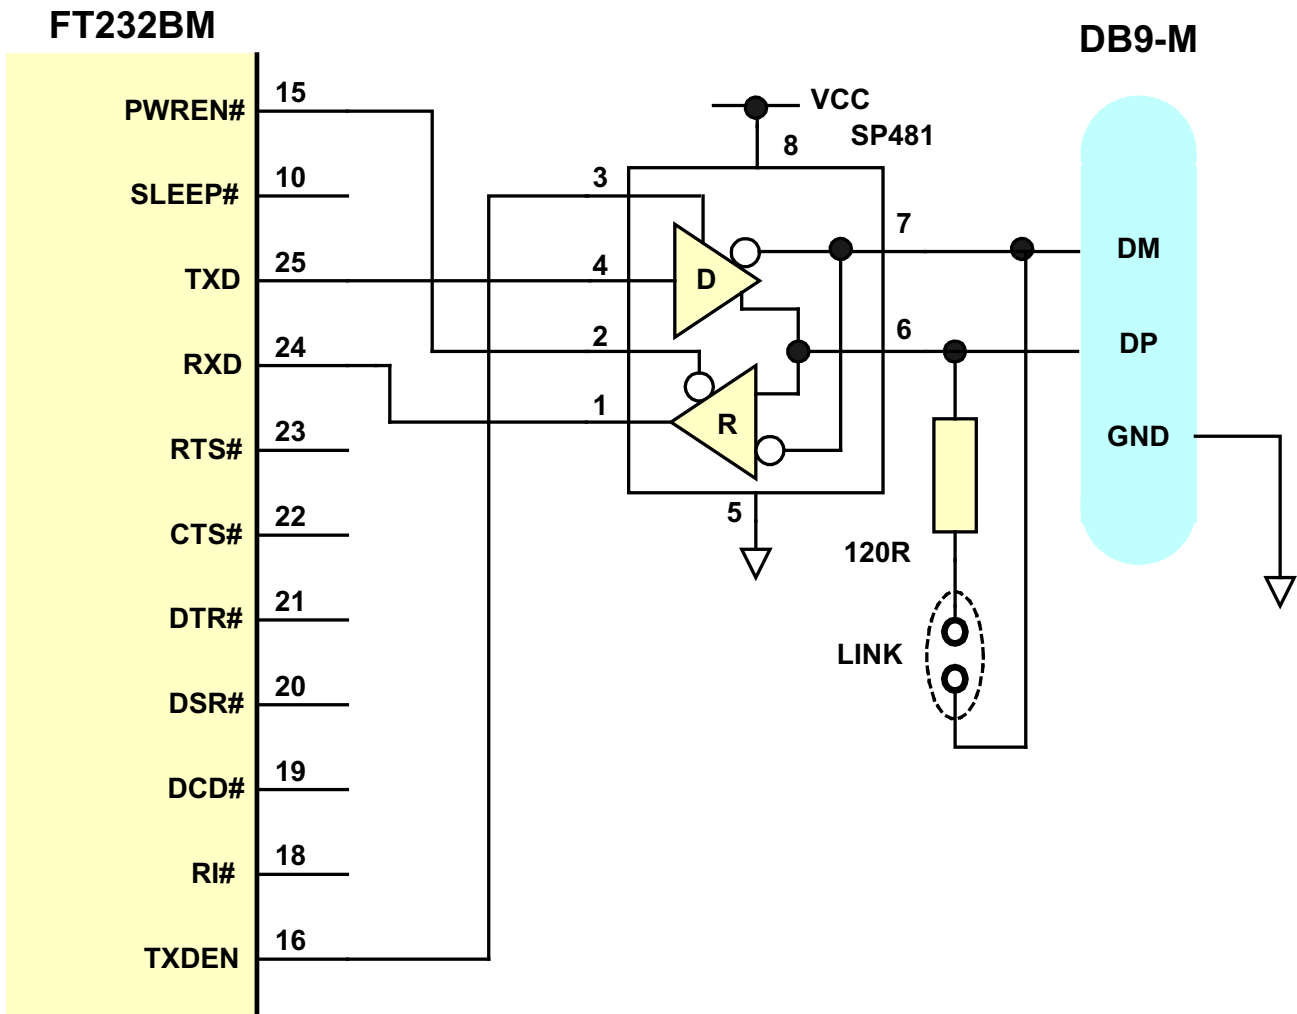 FT232BM
DB9-M
PWREN# 15
SLEEP# 10
TXD 25
RXD 24
RTS# 23
CTS# 22
DTR# 21
DSR# 20
DCD# 19
RI# 18
TXDEN 16
VCC
SP481
8
3
4
2
1
D
R
7
6
5
120R
LINK
DM
DP
GND